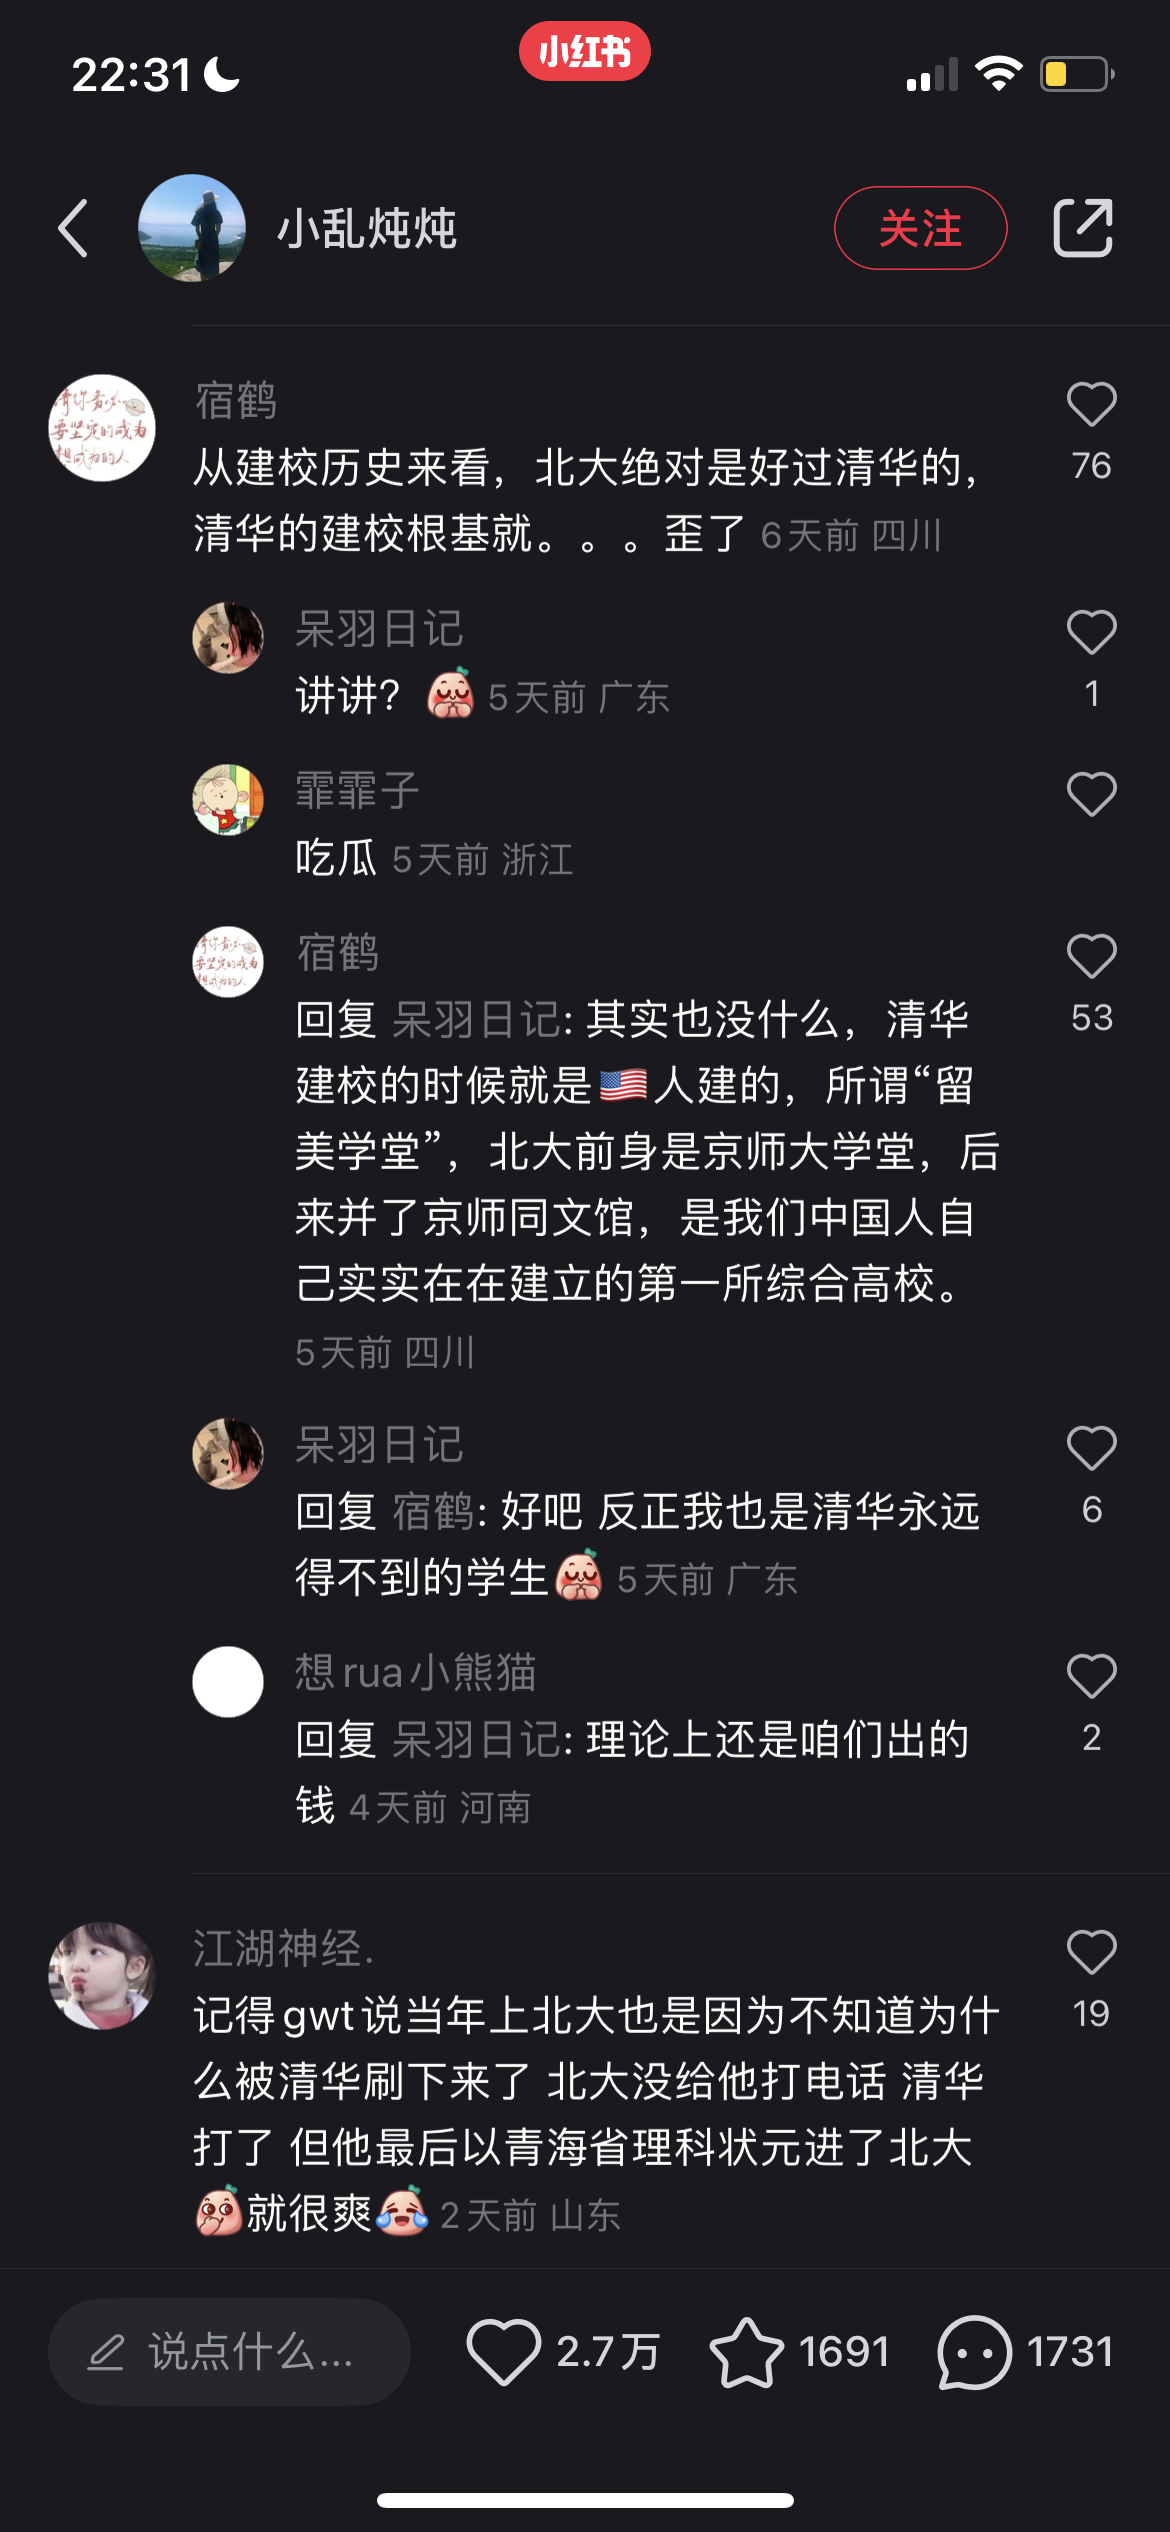 22:31
小红书
小乱炖炖
关注
宿鹤
从建校历史来看，北大绝对是好过清华的，
76
清华的建校根基就。。。歪了 6天前 四川
呆羽日记
讲讲？ 5天前 广东
1
霏霏子
吃瓜 5天前 浙江
宿鹤
回复 呆羽日记: 其实也没什么，清华
53
建校的时候就是🇺🇸人建的，所谓“留
美学堂”，北大前身是京师大学堂，后
来并了京师同文馆，是我们中国人自
己实实在在建立的第一所综合高校。
5天前 四川
呆羽日记
回复 宿鹤: 好吧 反正我也是清华永远
6
得不到的学生 5天前 广东
想rua小熊猫
回复 呆羽日记: 理论上还是咱们出的
2
钱 4天前 河南
江湖神经.
记得gwt说当年上北大也是因为不知道为什
19
么被清华刷下来了 北大没给他打电话 清华
打了 但他最后以青海省理科状元进了北大
就很爽 2天前 山东
说点什么...
2.7万
1691
1731